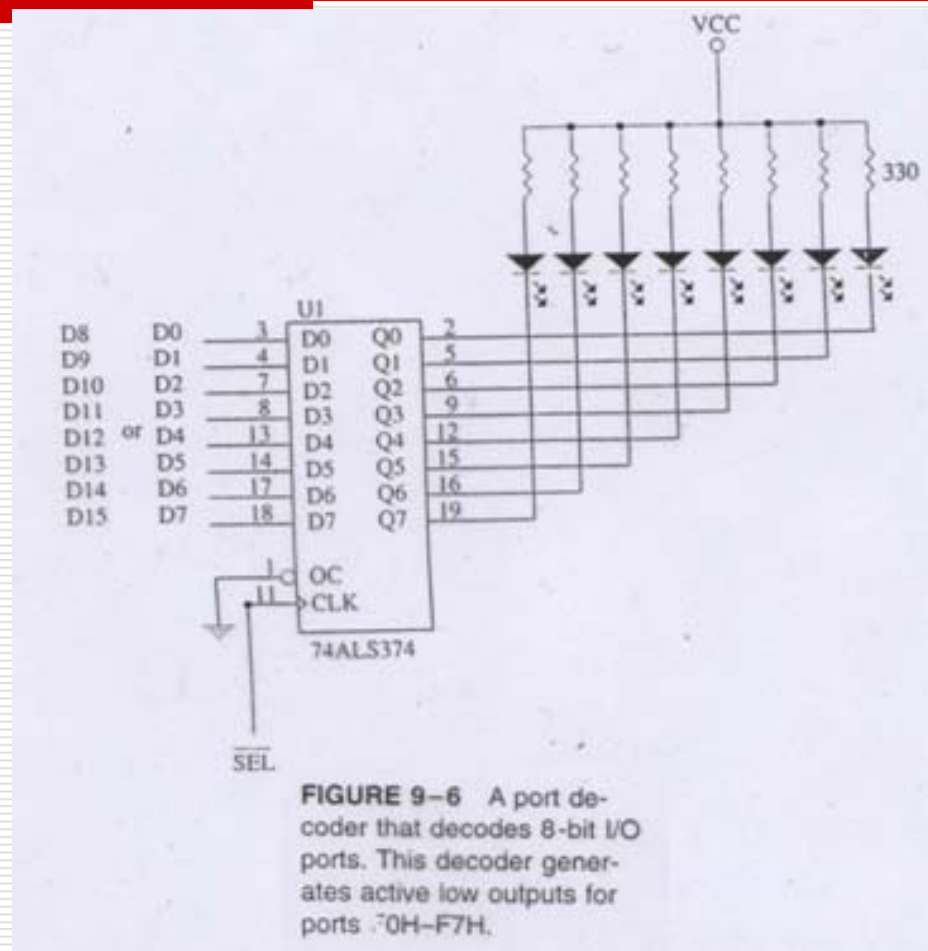 VCC
330
U1
D8 D0 3 D0 Q0 2
D9 D1 4 D1 Q1 5
D10 D2 7 D2 Q2 6
D11 D3 8 D3 Q3 9
D12 or D4 13 D4 Q4 12
D13 D5 14 D5 Q5 15
D14 D6 17 D6 Q6 16
D15 D7 18 D7 Q7 19
1 OC
11 CLK
74ALS374
SEL
FIGURE 9–6 A port de-
coder that decodes 8-bit I/O
ports. This decoder gener-
ates active low outputs for
ports 0H–F7H.